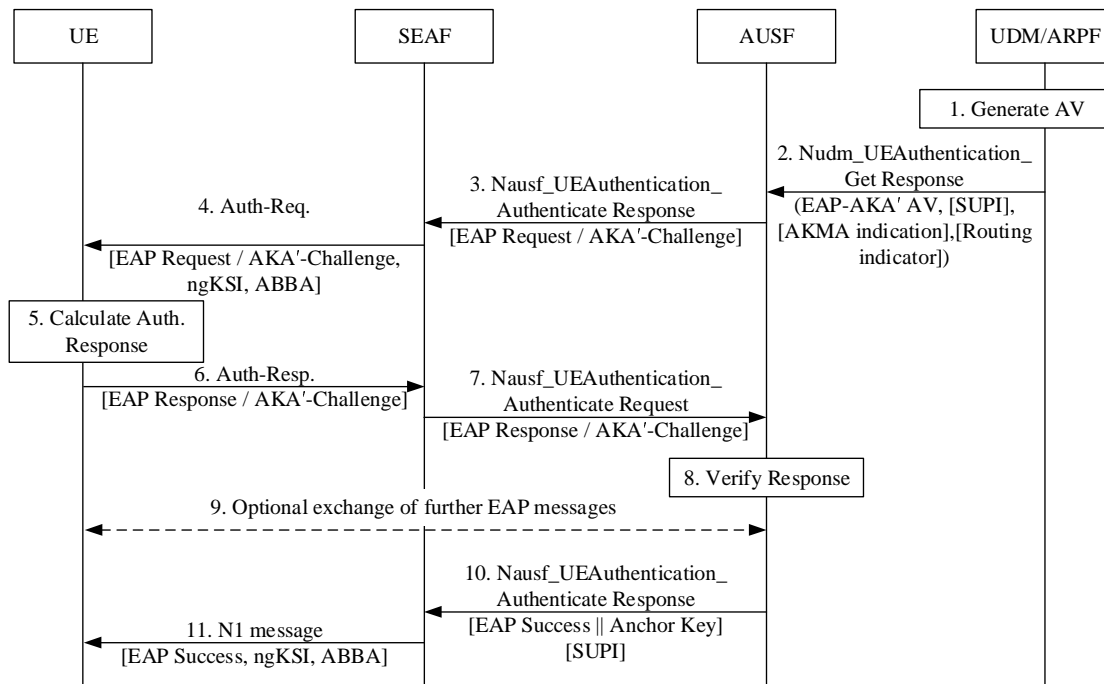 UE
SEAF
AUSF
UDM/ARPF
1. Generate AV
2. Nudm_UEAuthentication_
Get Response
(EAP-AKA′ AV, [SUPI],
[AKMA indication],[Routing
indicator])
3. Nausf_UEAuthentication_
Authenticate Response
[EAP Request / AKA′-Challenge]
4. Auth-Req.
[EAP Request / AKA′-Challenge,
ngKSI, ABBA]
5. Calculate Auth.
Response
6. Auth-Resp.
[EAP Response / AKA′-Challenge]
7. Nausf_UEAuthentication_
Authenticate Request
[EAP Response / AKA′-Challenge]
8. Verify Response
9. Optional exchange of further EAP messages
10. Nausf_UEAuthentication_
Authenticate Response
[EAP Success || Anchor Key]
[SUPI]
11. N1 message
[EAP Success, ngKSI, ABBA]